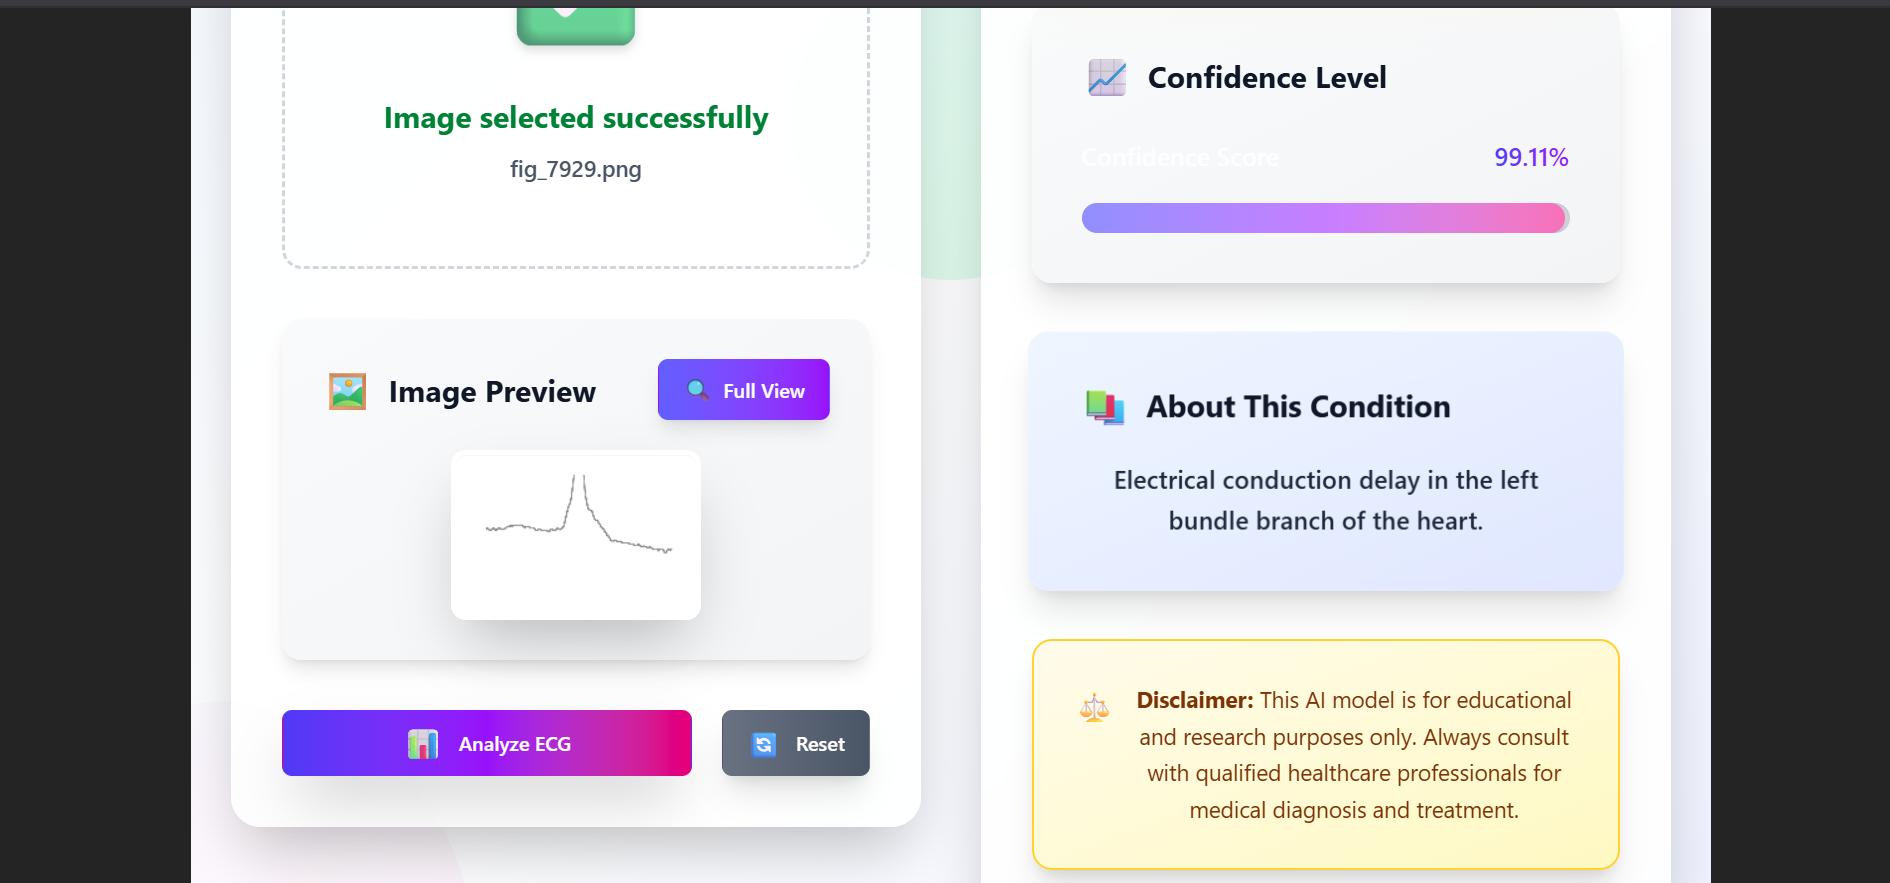 Image selected successfully
fig_7929.png
Image Preview
Full View
Analyze ECG
Reset
Confidence Level
Confidence Score
99.11%
About This Condition
Electrical conduction delay in the left
bundle branch of the heart.
Disclaimer: This AI model is for educational
and research purposes only. Always consult
with qualified healthcare professionals for
medical diagnosis and treatment.